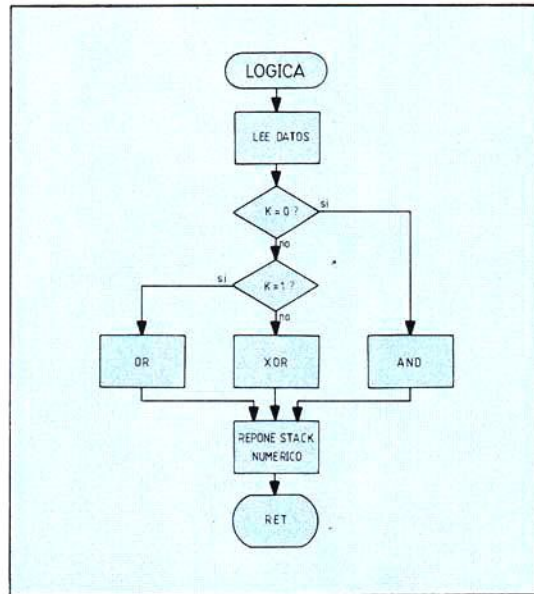 LOGICA
LEE DATOS
K = 0 ?
si
no
K = 1 ?
si
no
OR
XOR
AND
REPONE STACK
NUMERICO
RET